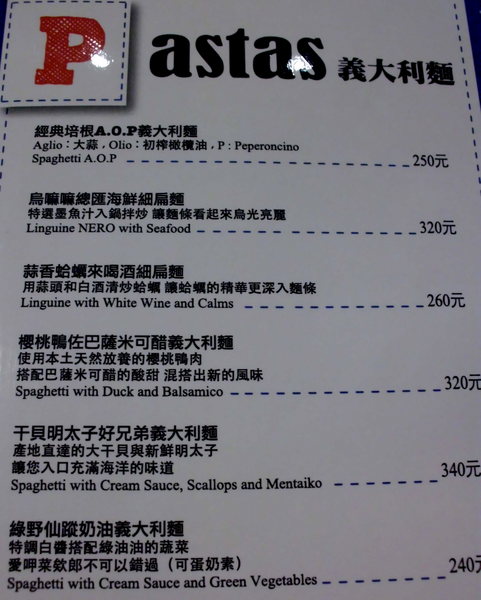 Pastas 義大利麵
經典培根A.O.P義大利麵
Aglio：大蒜，Olio：初榨橄欖油，P：Peperoncino
Spaghetti A.O.P 250元
烏嘛嘛總匯海鮮細扁麵
特選墨魚汁入鍋拌炒 讓麵條看起來烏光亮麗
Linguine NERO with Seafood 320元
蒜香蛤蠣來喝酒細扁麵
用蒜頭和白酒清炒蛤蠣 讓蛤蠣的精華更深入麵條
Linguine with White Wine and Calms 260元
櫻桃鴨佐巴薩米可醋義大利麵
使用本土天然放養的櫻桃鴨肉
搭配巴薩米可醋的酸甜 混搭出新的風味
Spaghetti with Duck and Balsamico 320元
干貝明太子好兄弟義大利麵
產地直達的大干貝與新鮮明太子
讓您入口充滿海洋的味道
Spaghetti with Cream Sauce, Scallops and Mentaiko 340元
綠野仙蹤奶油義大利麵
特調白醬搭配綠油油的蔬菜
愛呷菜欸郎不可以錯過（可蛋奶素）
Spaghetti with Cream Sauce and Green Vegetables 240元